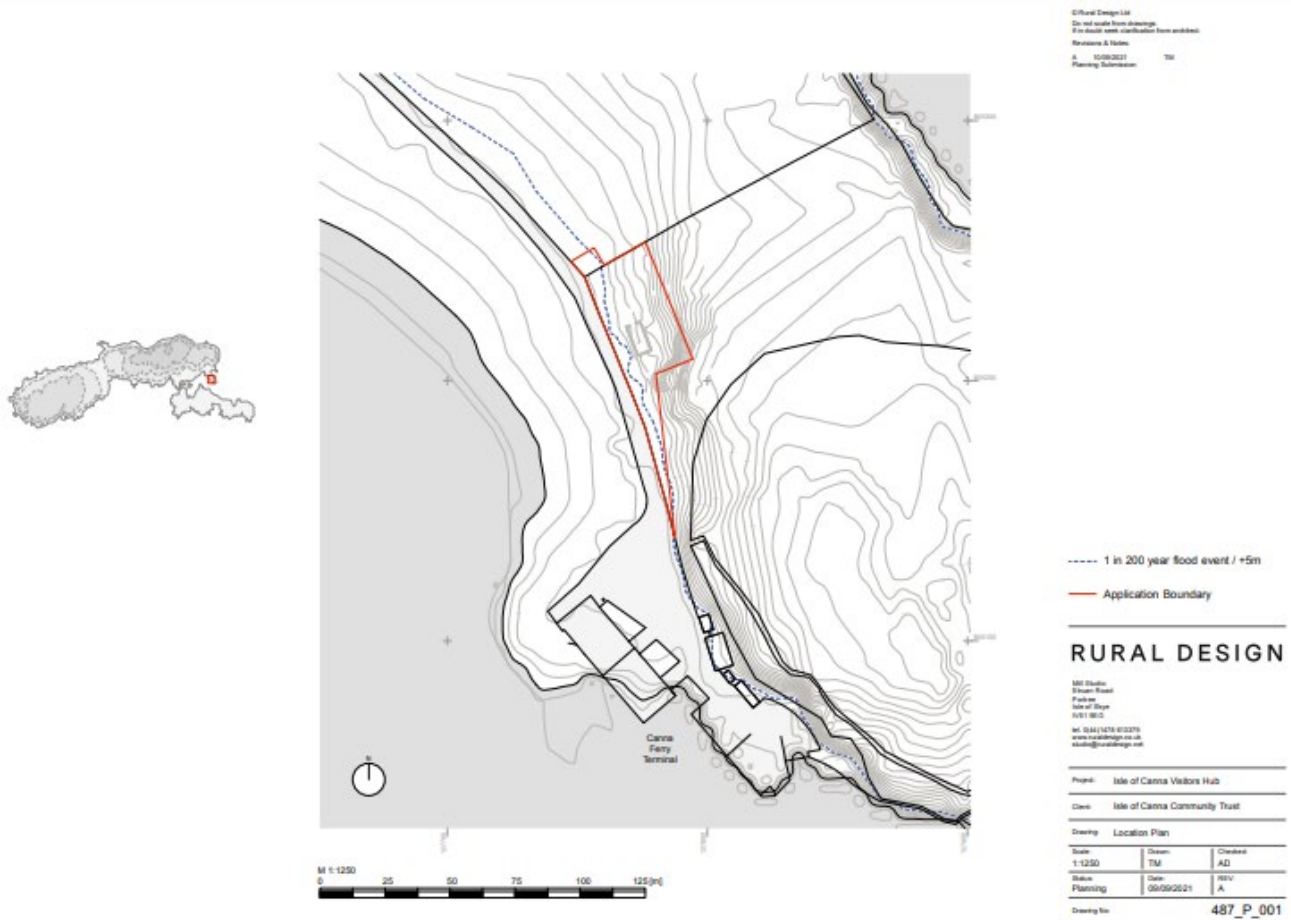 ©Rural Design Ltd
Do not scale from drawings.
If in doubt seek clarification from architect.
Revisions & Notes:
A 10/09/2021 TM
Planning Submission
1 in 200 year flood event / +5m
Application Boundary
RURAL DESIGN
Mill Studio
Struan Road
Portree
Isle of Skye
www.ruraldesign.co.uk
studio@ruraldesign.net
Project: Isle of Canna Visitors Hub
Client: Isle of Canna Community Trust
Drawing: Location Plan
Scale: Drawn: Checked:
1:1250 TM AD
Status: Date: REV:
Planning 09/09/2021 A
Drawing No: 487_P_001
Canna
Ferry
Terminal
N
M 1:1250
0 25 50 75 100 125[m]